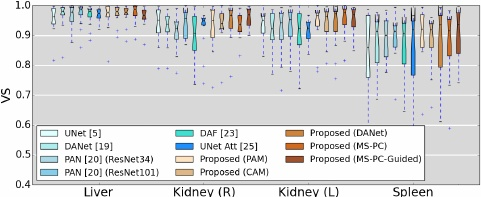 1.0
0.9
0.8
0.7
0.6
0.5
0.4
VS
UNet [5]
DANet [19]
PAN [20] (ResNet34)
PAN [20] (ResNet101)
DAF [23]
UNet Att [25]
Proposed (PAM)
Proposed (CAM)
Proposed (DANet)
Proposed (MS-PC)
Proposed (MS-PC-Guided)
Liver
Kidney (R)
Kidney (L)
Spleen